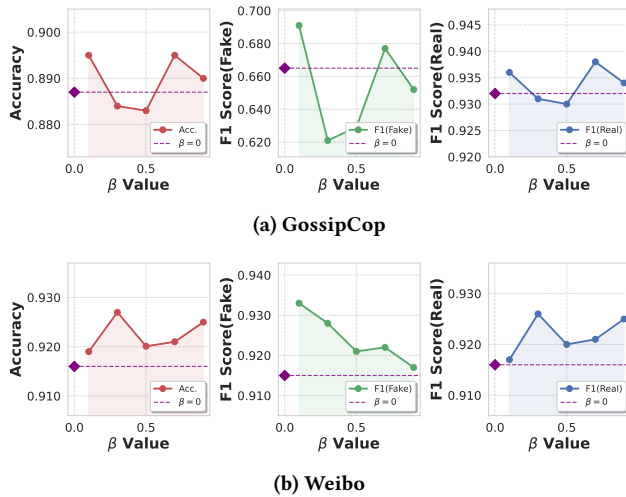 0.900
0.890
0.880
Accuracy
0.0
0.5
β Value
Acc.
β = 0
0.700
0.660
0.620
F1 Score(Fake)
0.0
0.5
β Value
F1(Fake)
β = 0
0.945
0.940
0.935
0.930
0.925
0.920
F1 Score(Real)
0.0
0.5
β Value
F1(Real)
β = 0
(a) GossipCop
0.930
0.920
0.910
Accuracy
0.0
0.5
β Value
Acc.
β = 0
0.940
0.930
0.920
0.910
F1 Score(Fake)
0.0
0.5
β Value
F1(Fake)
β = 0
0.930
0.920
0.910
F1 Score(Real)
0.0
0.5
β Value
F1(Real)
β = 0
(b) Weibo